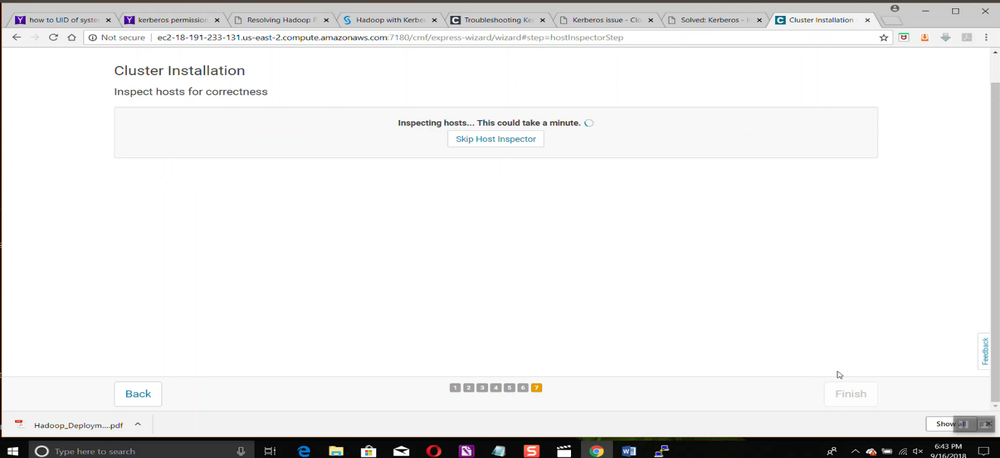 how to UID of syste
kerberos permission
Resolving Hadoop P
Hadoop with Kerbe
Troubleshooting Ke
Kerberos issue - Clo
Solved: Kerberos - I
Cluster Installation -
Not secure
ec2-18-191-233-131.us-east-2.compute.amazonaws.com:7180/cmf/express-wizard/wizard#step=hostInspectorStep
Cluster Installation
Inspect hosts for correctness
Inspecting hosts... This could take a minute.
Skip Host Inspector
Feedback
Back
1 2 3 4 5 6 7
Finish
Hadoop_Deploym....pdf
Show all
Type here to search
6:43 PM
9/16/2018